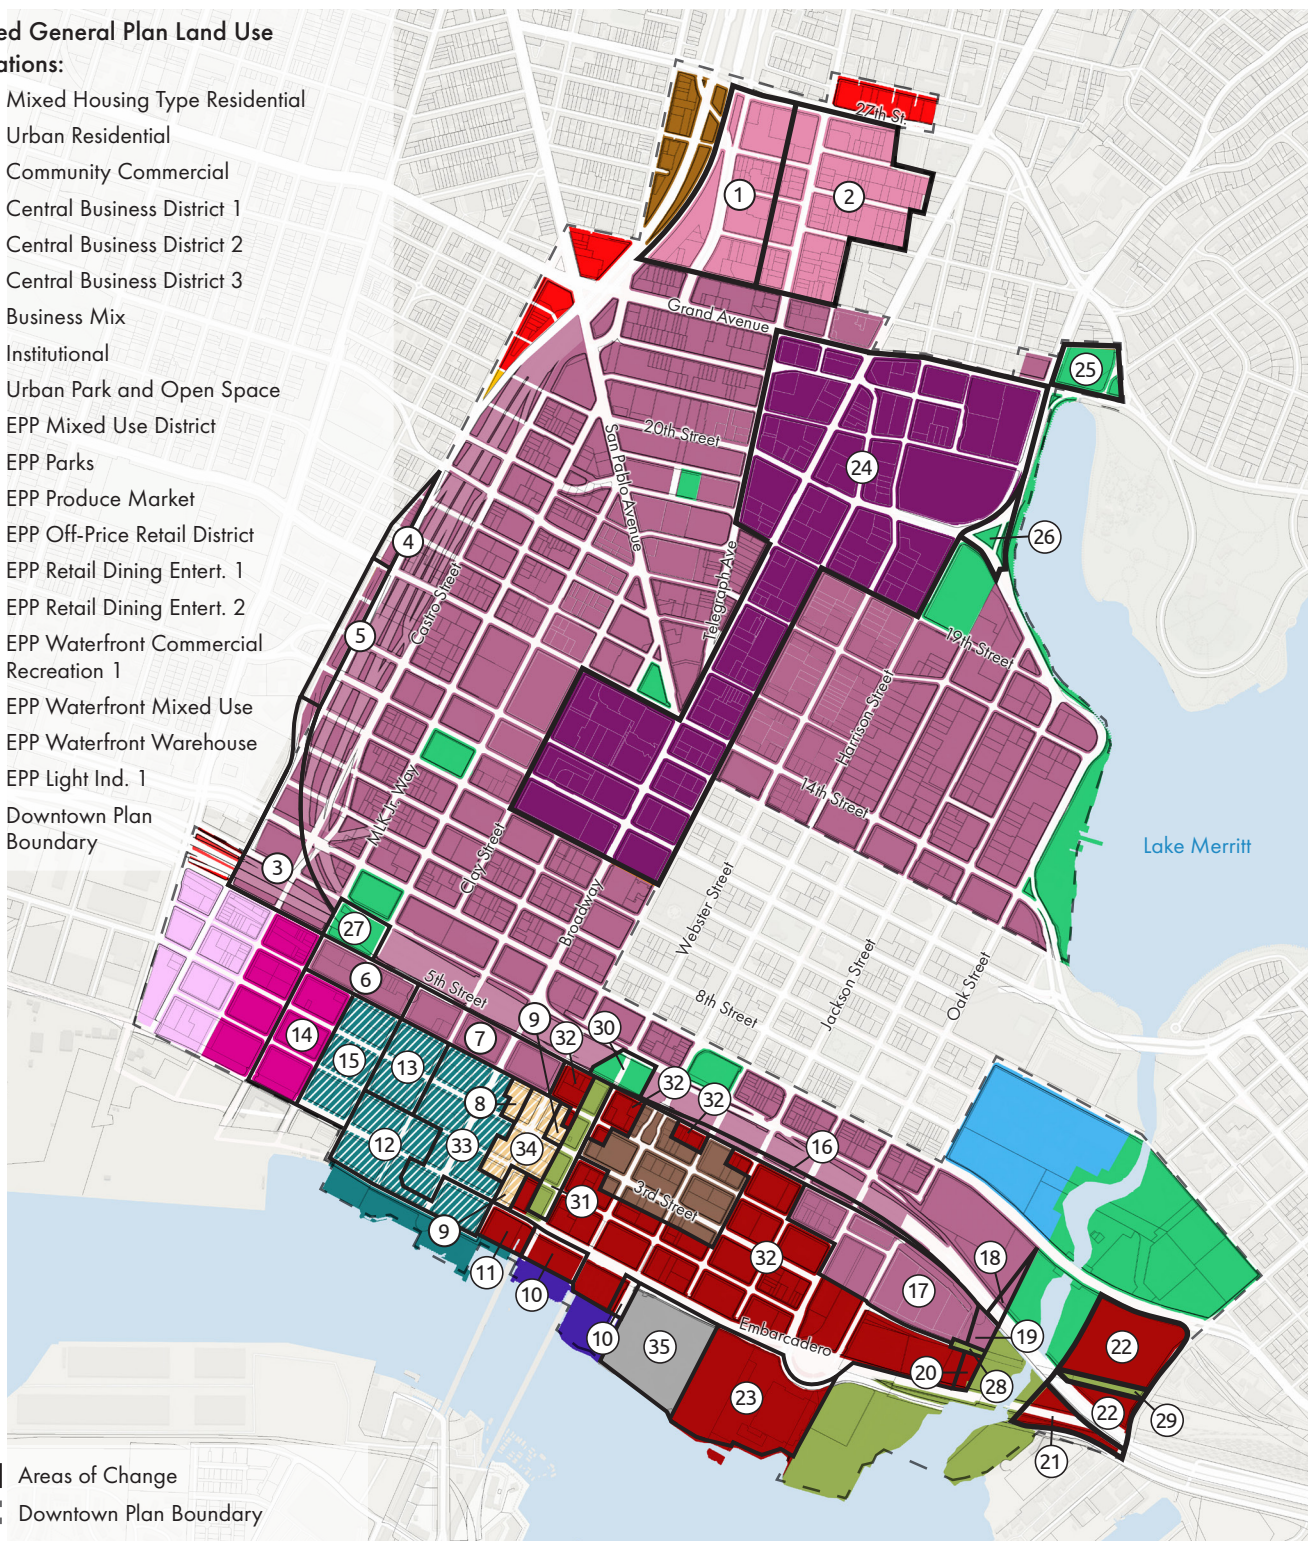 ed General Plan Land Use
ations:
Mixed Housing Type Residential
Urban Residential
Community Commercial
Central Business District 1
Central Business District 2
Central Business District 3
Business Mix
Institutional
Urban Park and Open Space
EPP Mixed Use District
EPP Parks
EPP Produce Market
EPP Off-Price Retail District
EPP Retail Dining Entert. 1
EPP Retail Dining Entert. 2
EPP Waterfront Commercial
Recreation 1
EPP Waterfront Mixed Use
EPP Waterfront Warehouse
EPP Light Ind. 1
Downtown Plan
Boundary
27th St.
1
2
Grand Avenue
25
20th Street
San Pablo Avenue
24
26
4
Telegraph Ave
Castro Street
5
19th Street
Harrison Street
14th Street
MLK Jr. Way
Lake Merritt
Clay Street
3
Broadway
Webster Street
27
6
5th Street
Jackson Street
Oak Street
8th Street
9
32
30
14
7
15
13
32
32
8
12
33
34
16
31
3rd Street
9
32
18
11
10
17
10
35
Embarcadero
19
22
20
28
23
22
29
21
Areas of Change
Downtown Plan Boundary